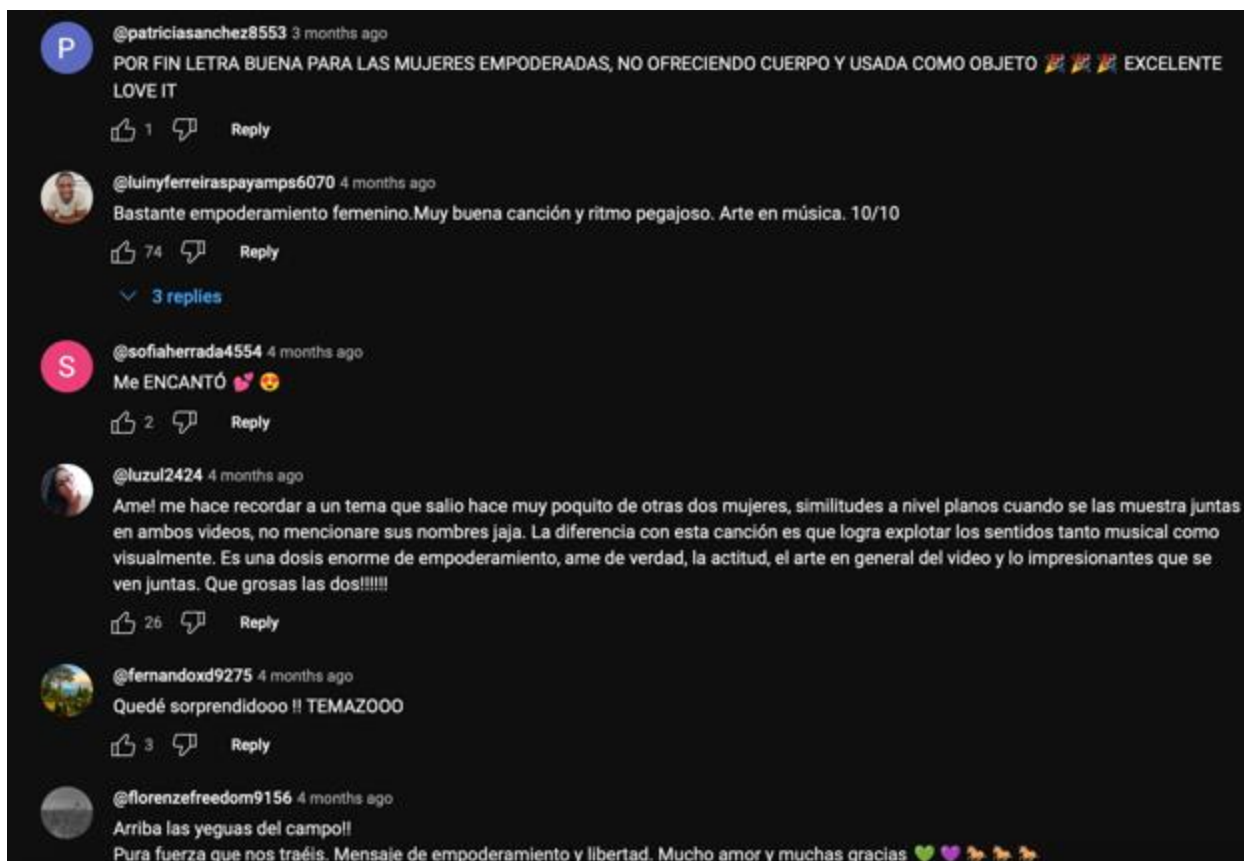 P
@patriciasanchez8553 3 months ago
POR FIN LETRA BUENA PARA LAS MUJERES EMPODERADAS, NO OFRECIENDO CUERPO Y USADA COMO OBJETO 🎉 🎉 🎉 EXCELENTE
LOVE IT
1 Reply
@luinyferreiraspayamps6070 4 months ago
Bastante empoderamiento femenino.Muy buena canción y ritmo pegajoso. Arte en música. 10/10
74 Reply
3 replies
S
@sofiaherrada4554 4 months ago
Me ENCANTÓ 💕 😍
2 Reply
@luzul2424 4 months ago
Ame! me hace recordar a un tema que salio hace muy poquito de otras dos mujeres, similitudes a nivel planos cuando se las muestra juntas
en ambos videos, no mencionare sus nombres jaja. La diferencia con esta canción es que logra explotar los sentidos tanto musical como
visualmente. Es una dosis enorme de empoderamiento, ame de verdad, la actitud, el arte en general del video y lo impresionantes que se
ven juntas. Que grosas las dos!!!!!!
26 Reply
@fernandoxd9275 4 months ago
Quedé sorprendidooo !! TEMAZOOO
3 Reply
@florenzefreedom9156 4 months ago
Arriba las yeguas del campo!!
Pura fuerza que nos traéis. Mensaje de empoderamiento y libertad. Mucho amor y muchas gracias 💚 💜 🐎 🐎 🐎